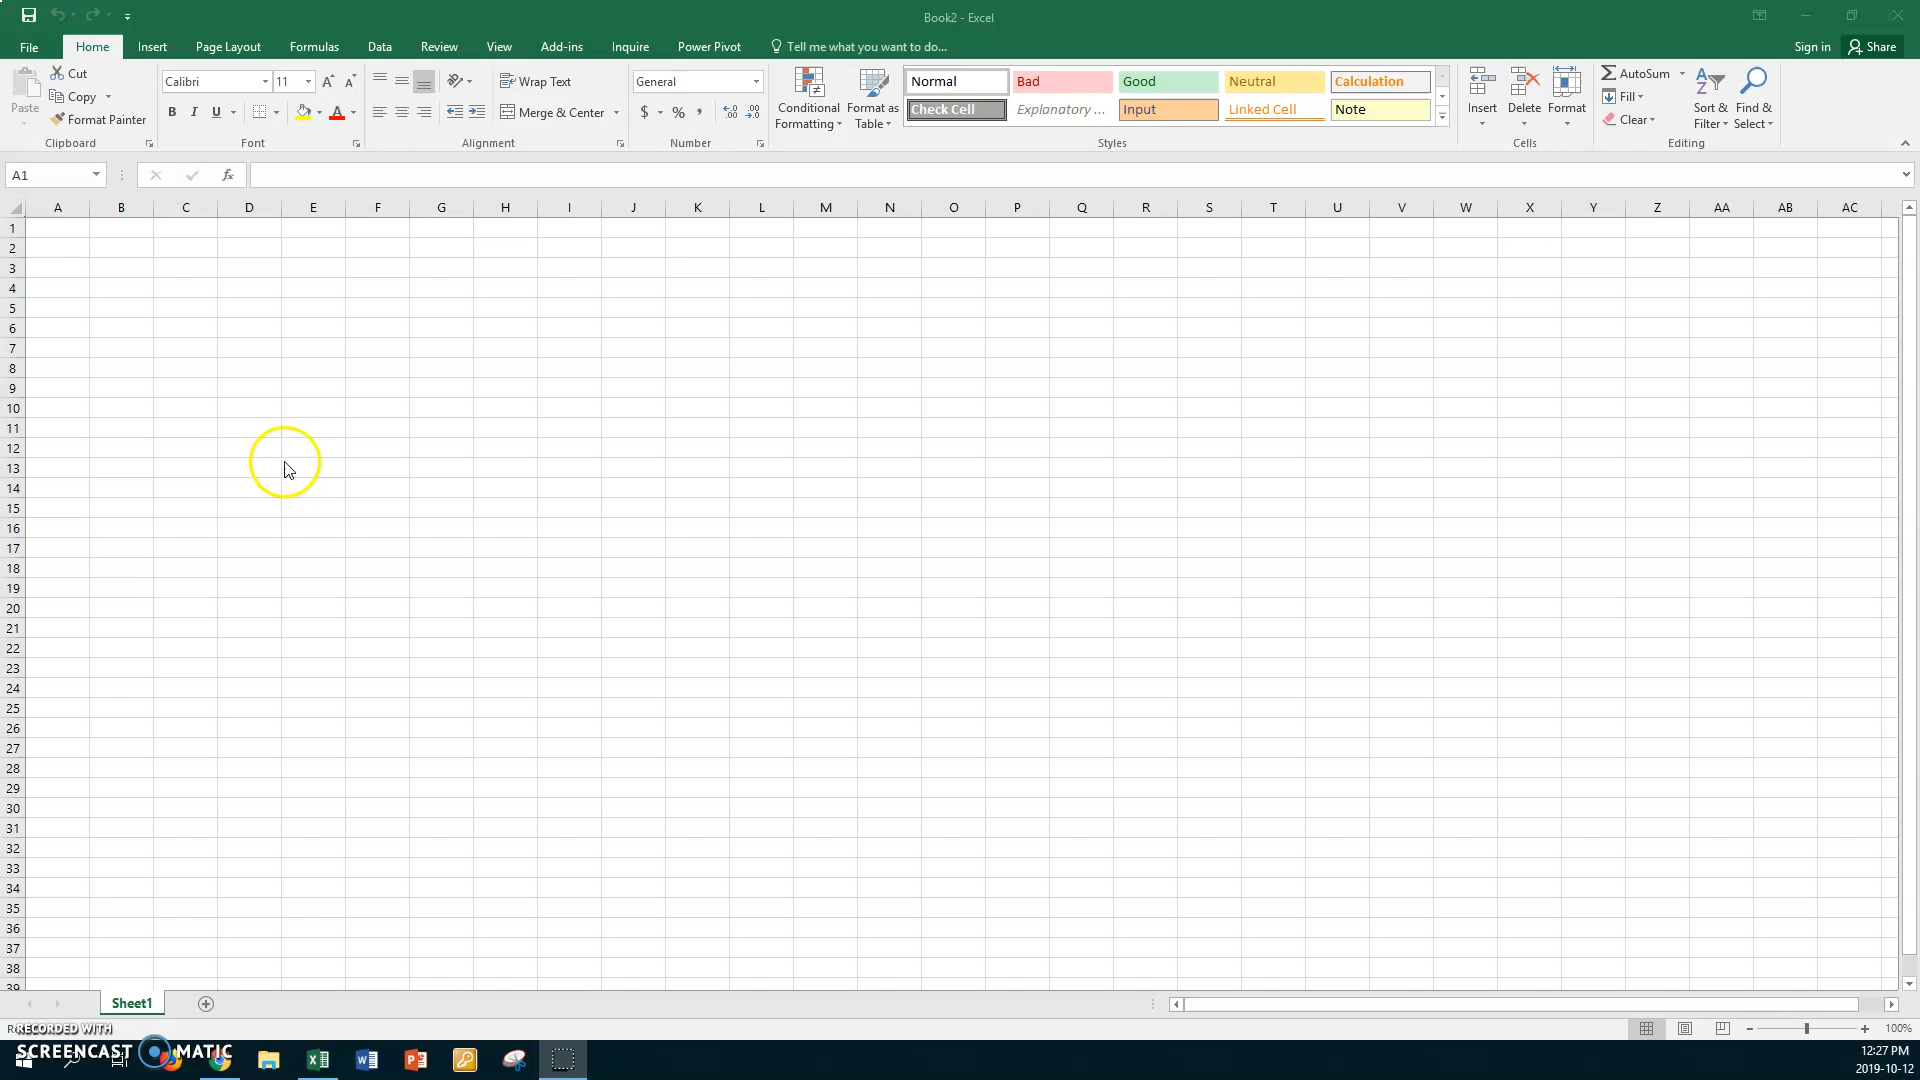 Book2 - Excel
File Home Insert Page Layout Formulas Data Review View Add-ins Inquire Power Pivot Tell me what you want to do... Sign in Share
Paste
Cut
Copy
Format Painter
Clipboard
Calibri 11
B I U
Font
Wrap Text
Merge & Center
Alignment
General
$ % ,
Number
Conditional Formatting
Format as Table
Normal Bad Good Neutral Calculation
Check Cell Explanatory ... Input Linked Cell Note
Styles
Insert Delete Format
Cells
AutoSum
Fill
Clear
Sort & Filter
Find & Select
Editing
A1 fx
A B C D E F G H I J K L M N O P Q R S T U V W X Y Z AA AB AC
1
2
3
4
5
6
7
8
9
10
11
12
13
14
15
16
17
18
19
20
21
22
23
24
25
26
27
28
29
30
31
32
33
34
35
36
37
38
39
Sheet1
100%
RECORDED WITH
SCREENCAST MATIC
12:27 PM
2019-10-12